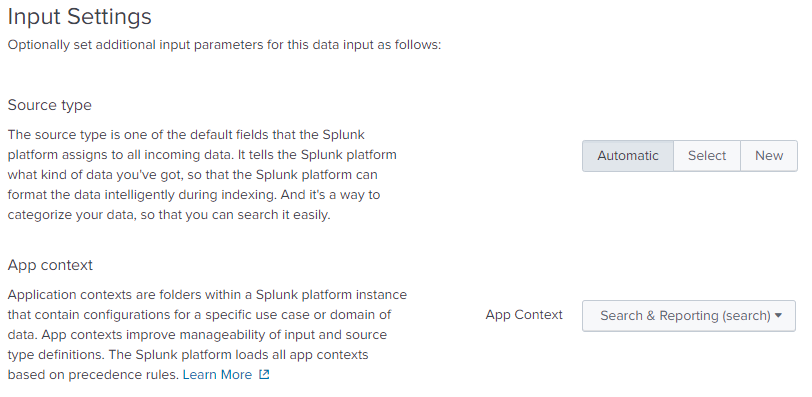 Input Settings
Optionally set additional input parameters for this data input as follows:
Source type
The source type is one of the default fields that the Splunk
platform assigns to all incoming data. It tells the Splunk platform
what kind of data you've got, so that the Splunk platform can
format the data intelligently during indexing. And it's a way to
categorize your data, so that you can search it easily.
Automatic Select New
App context
Application contexts are folders within a Splunk platform instance
that contain configurations for a specific use case or domain of
data. App contexts improve manageability of input and source
type definitions. The Splunk platform loads all app contexts
based on precedence rules. Learn More
App Context Search & Reporting (search)